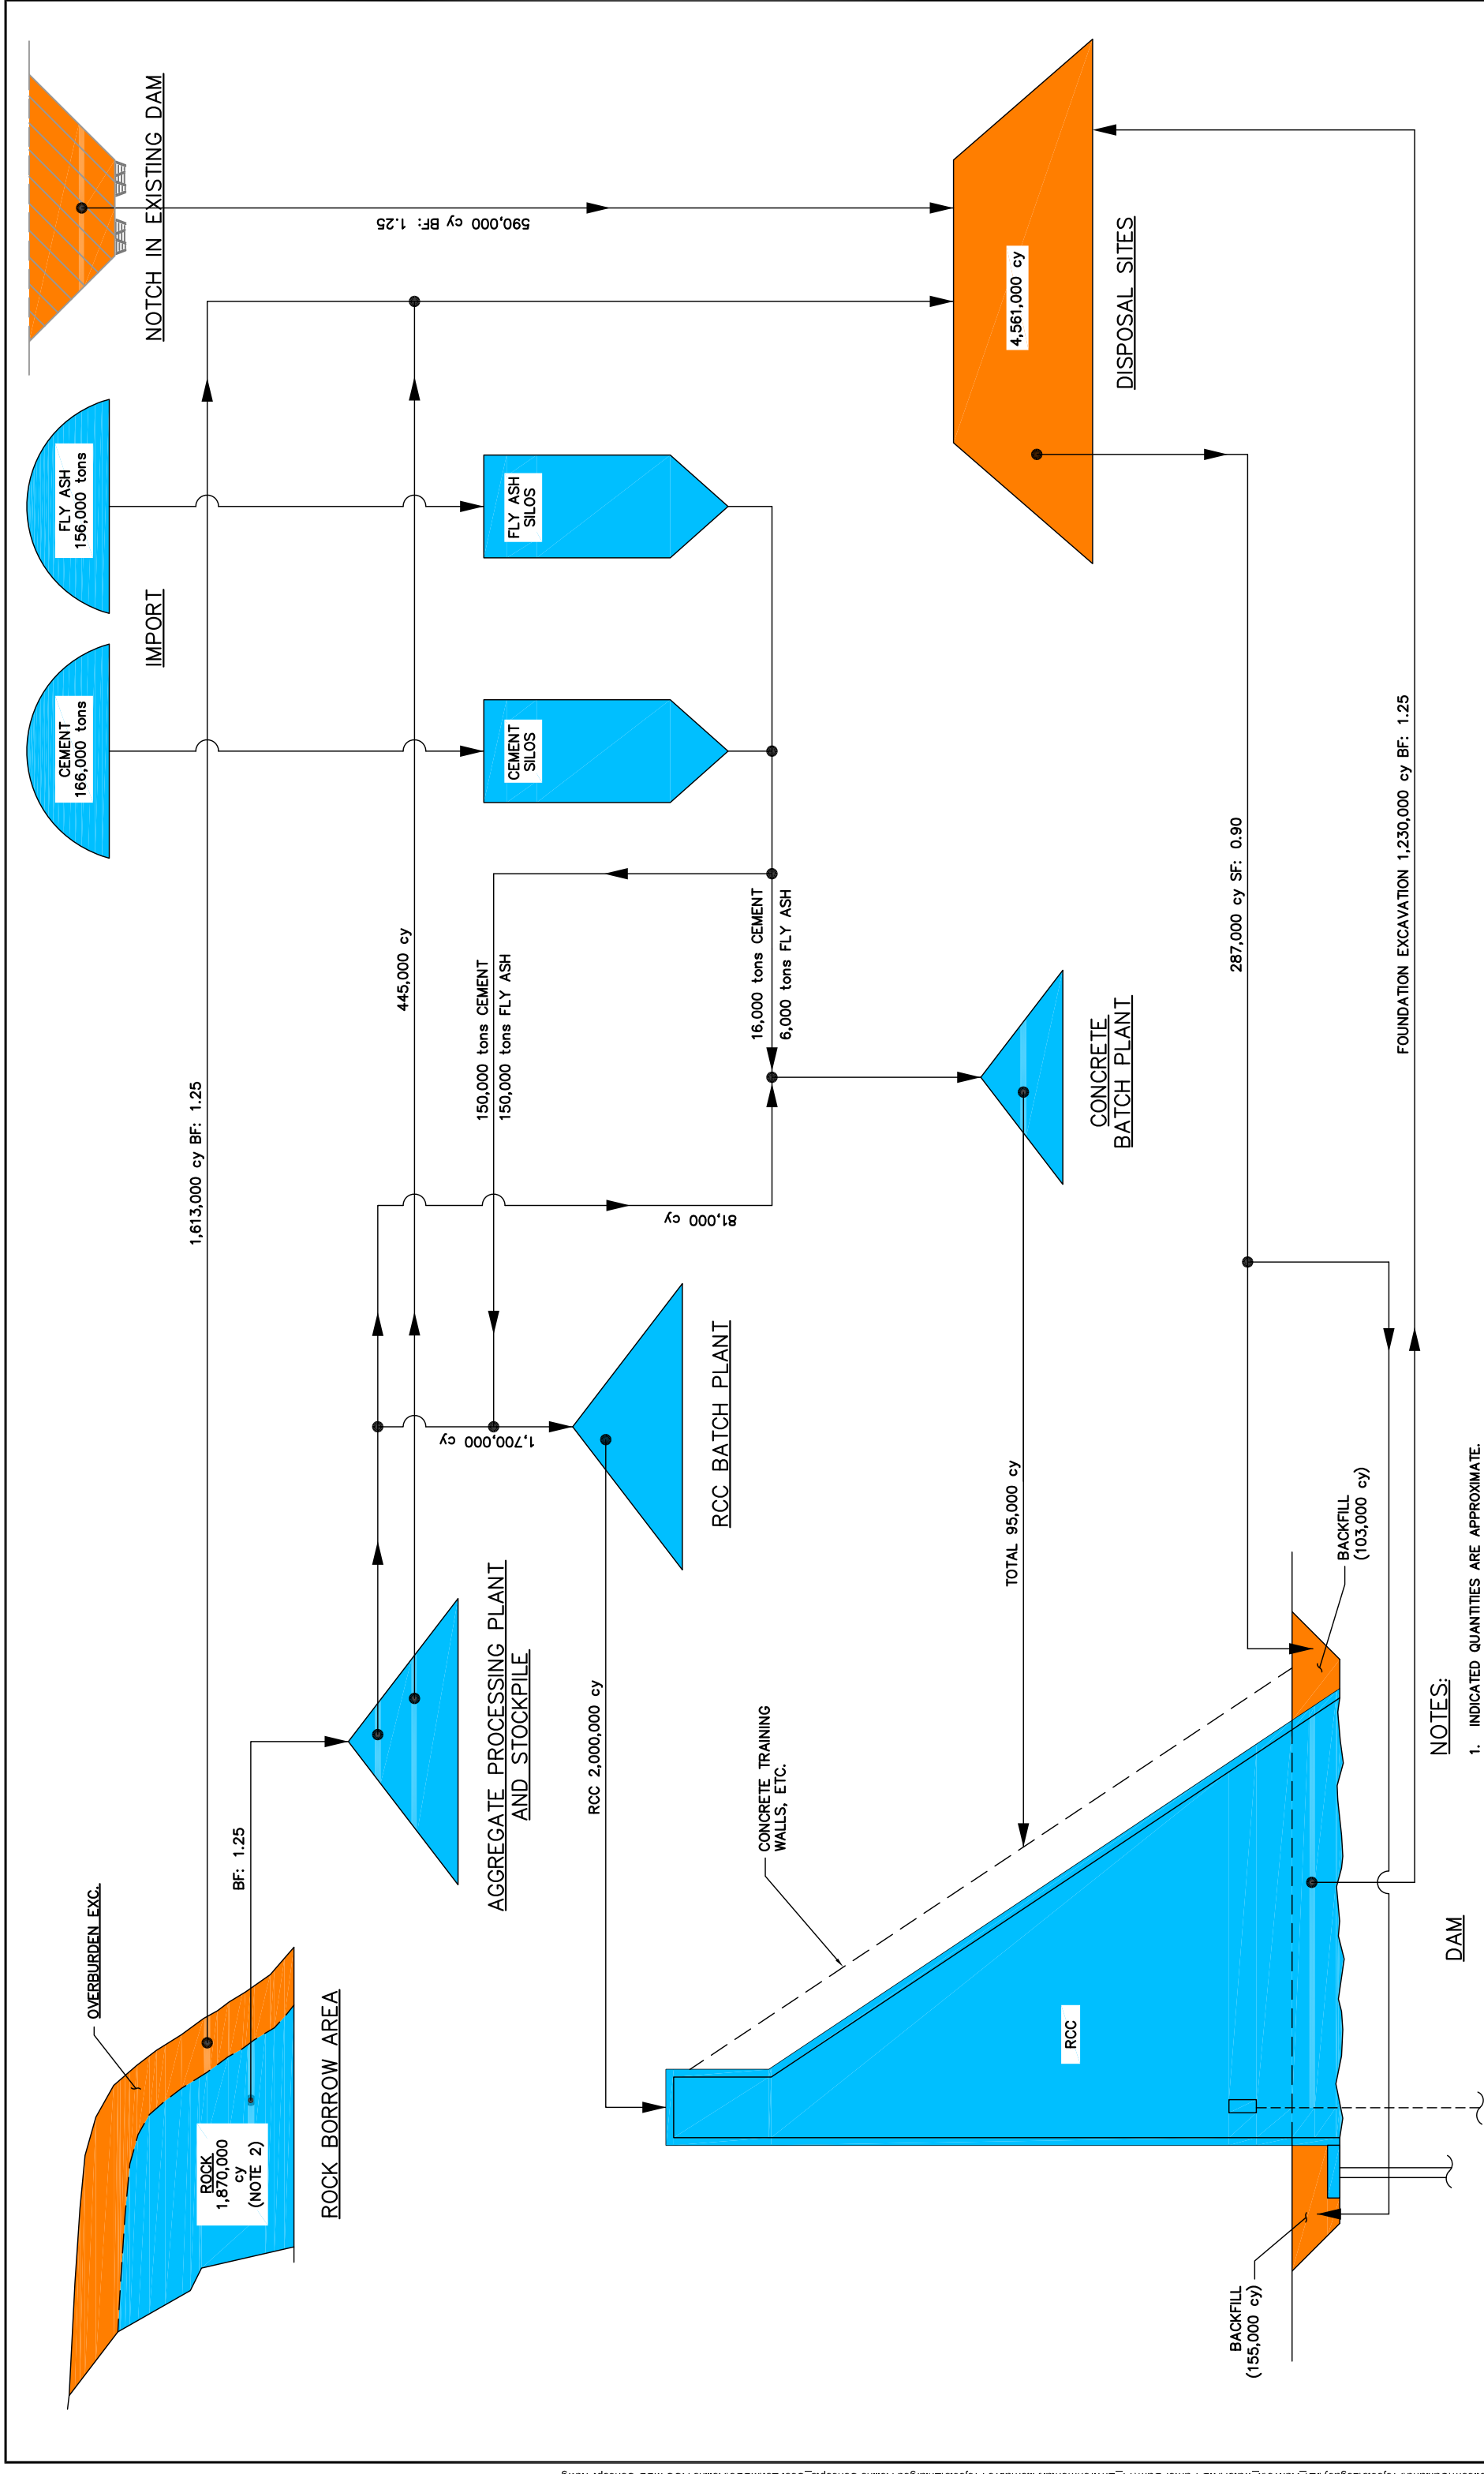 OVERBURDEN EXC.
ROCK
1,870,000
cy
(NOTE 2)
ROCK BORROW AREA
BF: 1.25
1,613,000 cy BF: 1.25
CEMENT
166,000 tons
FLY ASH
156,000 tons
IMPORT
NOTCH IN EXISTING DAM
590,000 cy BF: 1.25
AGGREGATE PROCESSING PLANT
AND STOCKPILE
445,000 cy
CEMENT
SILOS
FLY ASH
SILOS
150,000 tons CEMENT
150,000 tons FLY ASH
1,700,000 cy
81,000 cy
RCC BATCH PLANT
RCC 2,000,000 cy
16,000 tons CEMENT
6,000 tons FLY ASH
CONCRETE TRAINING
WALLS, ETC.
TOTAL 95,000 cy
CONCRETE
BATCH PLANT
4,561,000 cy
DISPOSAL SITES
RCC
287,000 cy SF: 0.90
BACKFILL
(155,000 cy)
BACKFILL
(103,000 cy)
FOUNDATION EXCAVATION 1,230,000 cy BF: 1.25
DAM
NOTES:
1. INDICATED QUANTITIES ARE APPROXIMATE.